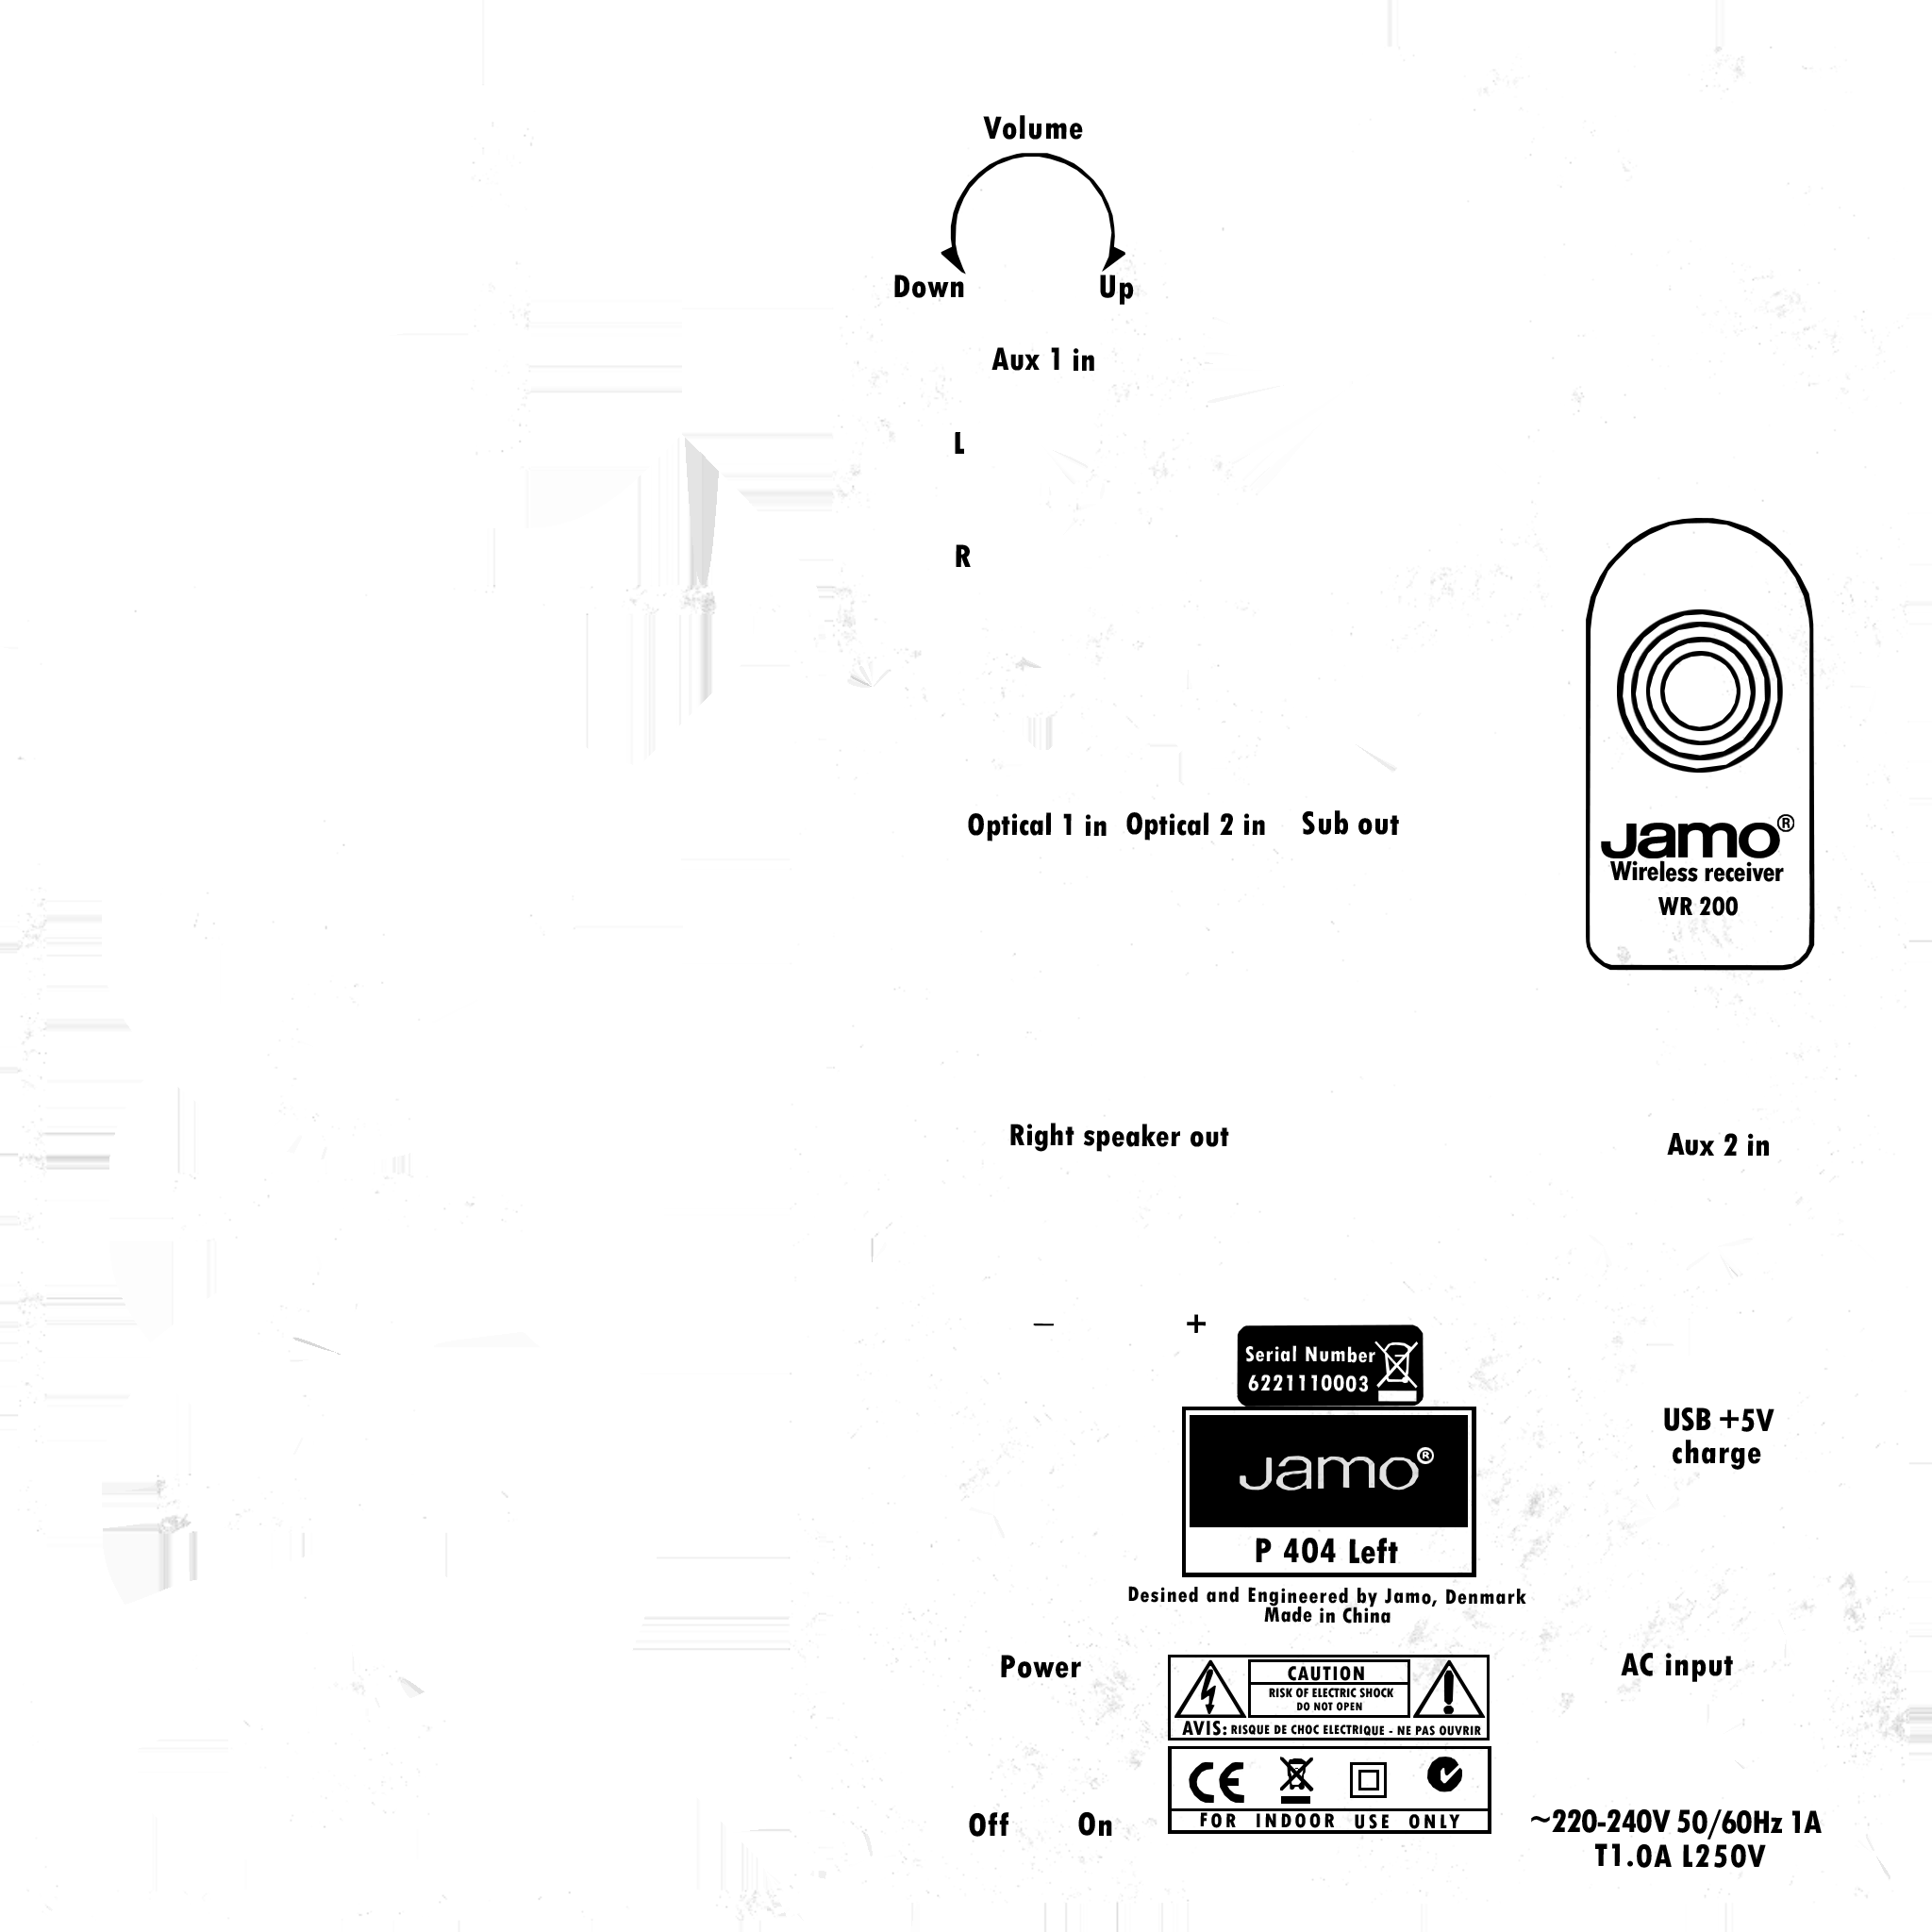 Volume
Down
Up
Aux 1 in
L
R
Optical 1 in
Optical 2 in
Sub out
Jamo®
Wireless receiver
WR 200
Right speaker out
Aux 2 in
– +
Serial Number
6221110003
Jamo®
P 404 Left
USB +5V
charge
Desined and Engineered by Jamo, Denmark
Made in China
Power
Off
On
CAUTION
RISK OF ELECTRIC SHOCK
DO NOT OPEN
AVIS: RISQUE DE CHOC ELECTRIQUE - NE PAS OUVRIR
CE
FOR INDOOR USE ONLY
AC input
~220-240V 50/60Hz 1A
T1.0A L250V